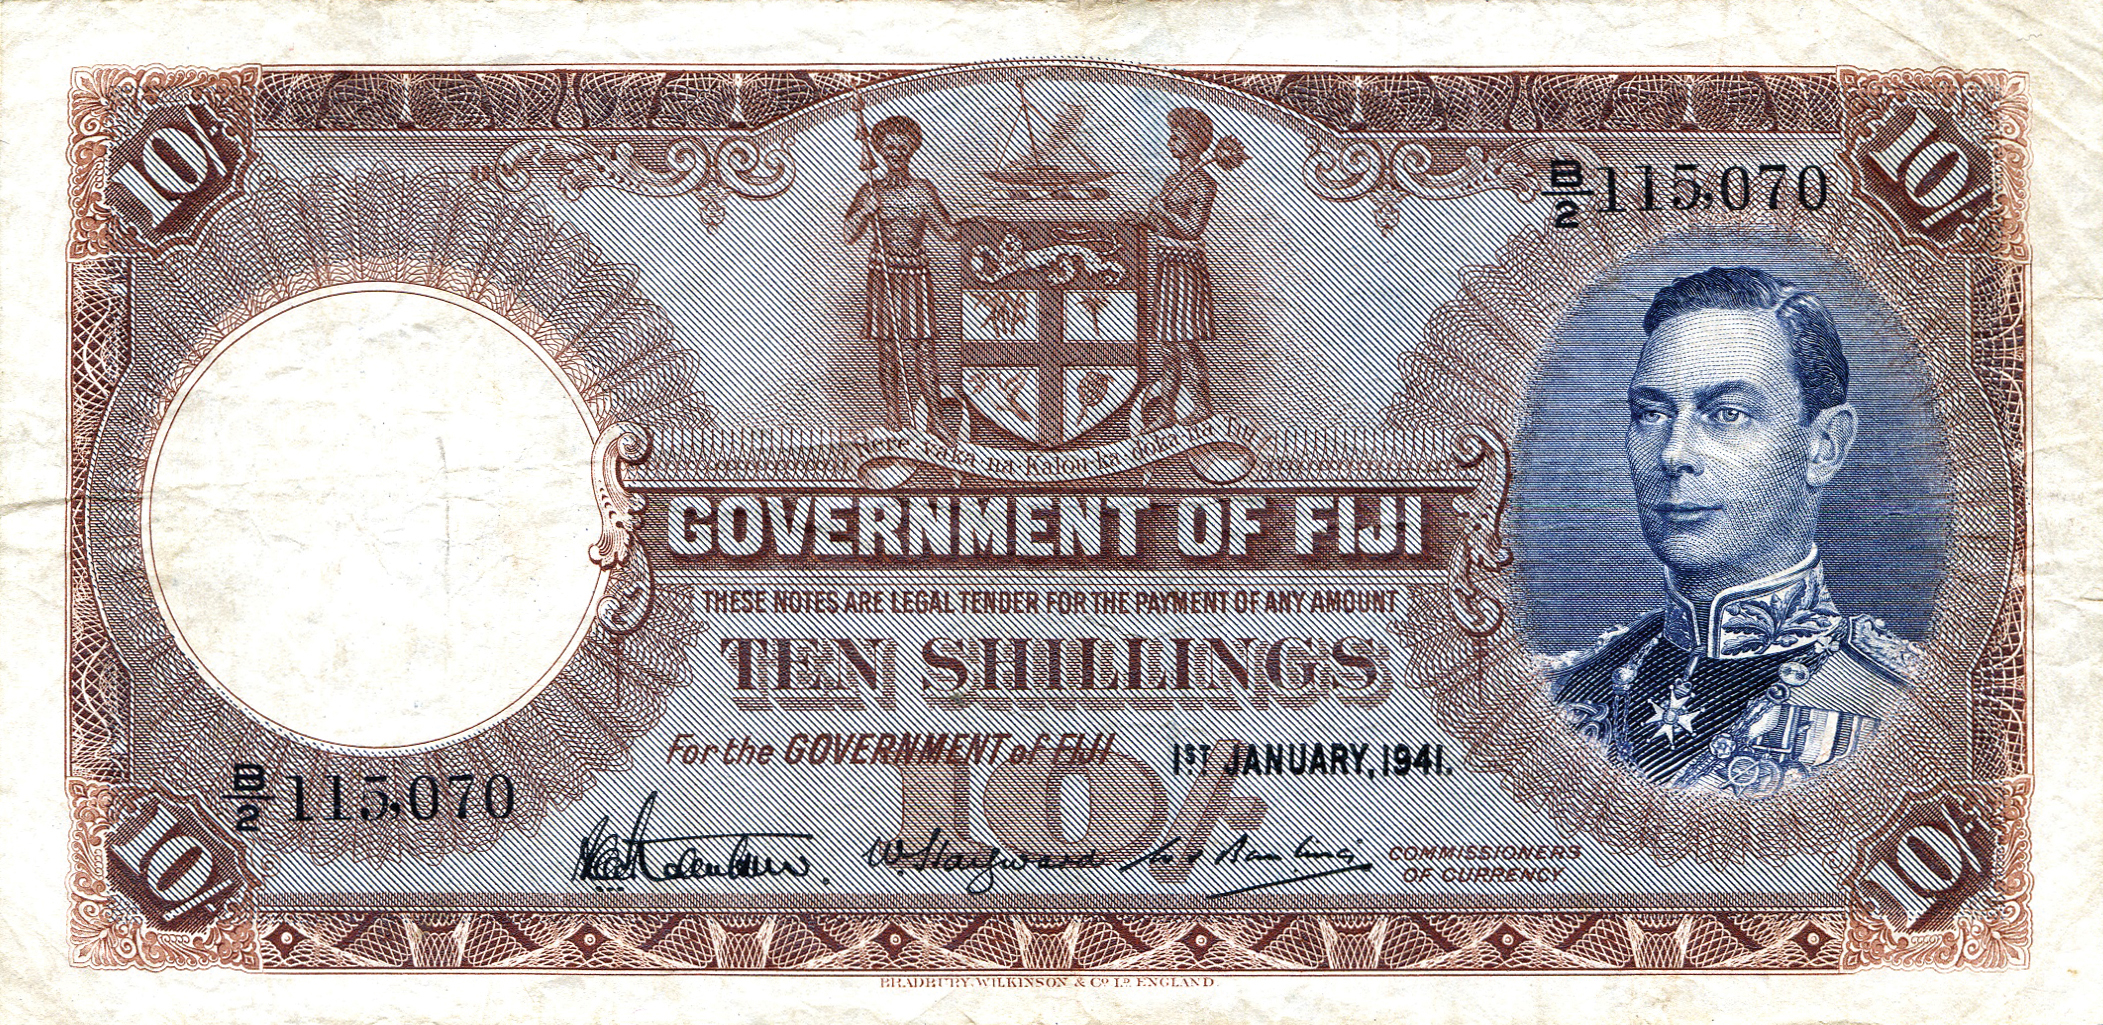 10/-
10/-
B/2 115,070
Rere vaka na Kalou ka doka na Tui
GOVERNMENT OF FIJI
THESE NOTES ARE LEGAL TENDER FOR THE PAYMENT OF ANY AMOUNT
TEN SHILLINGS
For the GOVERNMENT of FIJI 1ST JANUARY, 1941.
10/-
B/2 115,070
W. Hayward
COMMISSIONERS
OF CURRENCY
10/-
10/-
BRADBURY, WILKINSON & Co LD. ENGLAND